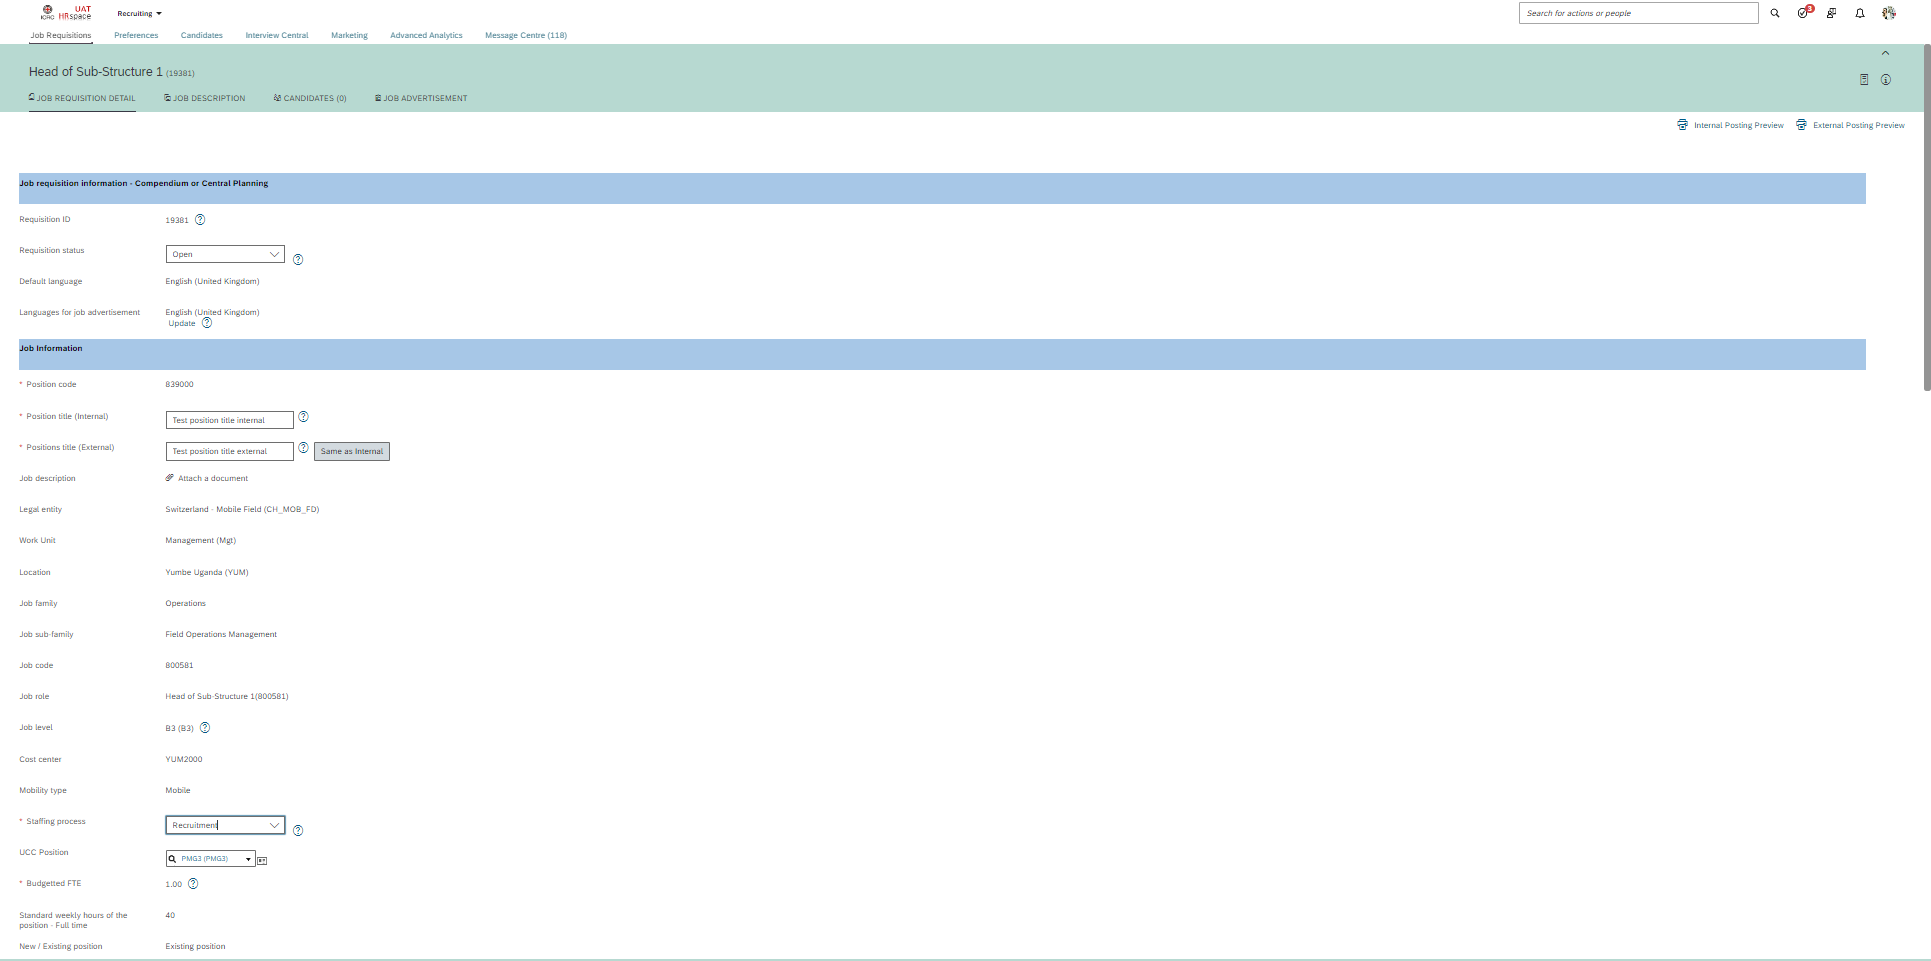 ICRC
UAT
HRspace
Recruiting
Search for actions or people
3
Job Requisitions
Preferences
Candidates
Interview Central
Marketing
Advanced Analytics
Message Centre (118)
Head of Sub-Structure 1 (19381)
JOB REQUISITION DETAIL
JOB DESCRIPTION
CANDIDATES (0)
JOB ADVERTISEMENT
Internal Posting Preview
External Posting Preview
Job requisition information - Compendium or Central Planning
Requisition ID
19381
Requisition status
Open
Default language
English (United Kingdom)
Languages for job advertisement
English (United Kingdom)
Update
Job Information
* Position code
839000
* Position title (Internal)
Test position title internal
* Positions title (External)
Test position title external
Same as Internal
Job description
Attach a document
Legal entity
Switzerland - Mobile Field (CH_MOB_FD)
Work Unit
Management (Mgt)
Location
Yumbe Uganda (YUM)
Job family
Operations
Job sub-family
Field Operations Management
Job code
800581
Job role
Head of Sub-Structure 1(800581)
Job level
B3 (B3)
Cost center
YUM2000
Mobility type
Mobile
* Staffing process
Recruitment
UCC Position
PMG3 (PMG3)
* Budgetted FTE
1.00
Standard weekly hours of the
position - Full time
40
New / Existing position
Existing position